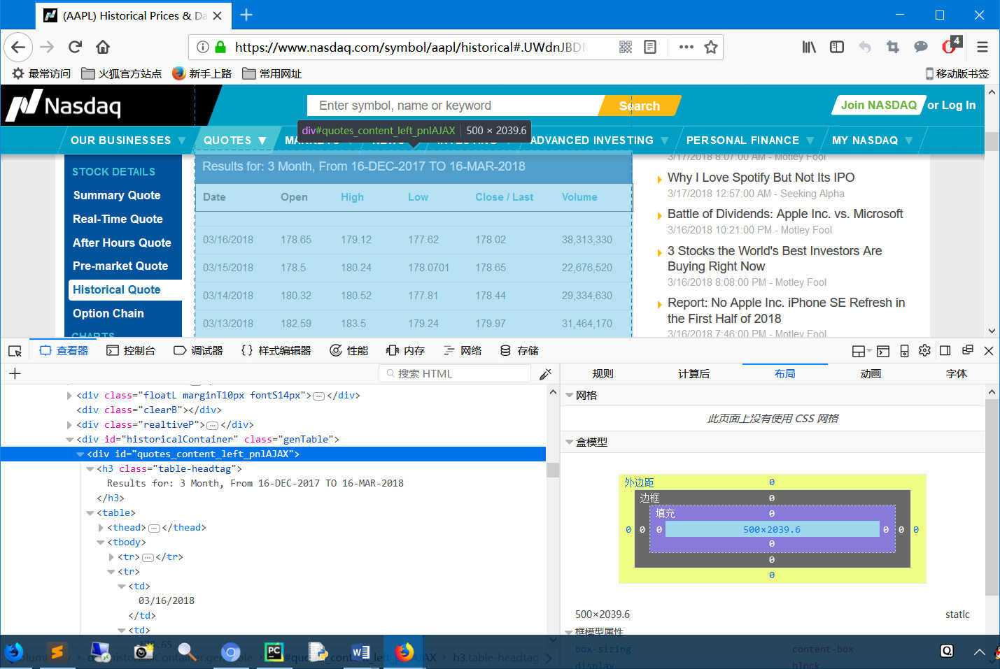 (AAPL) Historical Prices & Da
https://www.nasdaq.com/symbol/aapl/historical#.UWdnJBDN
4
最常访问 火狐官方站点 新手上路 常用网址 移动版书签
Nasdaq
Enter symbol, name or keyword
Search
Join NASDAQ or Log In
div#quotes_content_left_pnlAJAX 500 × 2039.6
OUR BUSINESSES QUOTES MARKETS NEWS INVESTING ADVANCED INVESTING PERSONAL FINANCE MY NASDAQ
STOCK DETAILS
Summary Quote
Real-Time Quote
After Hours Quote
Pre-market Quote
Historical Quote
Option Chain
CHARTS
Results for: 3 Month, From 16-DEC-2017 TO 16-MAR-2018
Date Open High Low Close / Last Volume
03/16/2018 178.65 179.12 177.62 178.02 38,313,330
03/15/2018 178.5 180.24 178.0701 178.65 22,676,520
03/14/2018 180.32 180.52 177.81 178.44 29,334,630
03/13/2018 182.59 183.5 179.24 179.97 31,464,170
3/17/2018 8:07:00 AM - Motley Fool
Why I Love Spotify But Not Its IPO
3/17/2018 12:57:00 AM - Seeking Alpha
Battle of Dividends: Apple Inc. vs. Microsoft
3/16/2018 10:21:00 PM - Motley Fool
3 Stocks the World's Best Investors Are
Buying Right Now
3/16/2018 8:08:00 PM - Motley Fool
Report: No Apple Inc. iPhone SE Refresh in
the First Half of 2018
3/16/2018 7:46:00 PM - Motley Fool
查看器 控制台 调试器 {} 样式编辑器 性能 内存 网络 存储
搜索 HTML
<div class="floatL marginT10px fontS14px"></div>
<div class="clearB"></div>
<div class="realtiveP"></div>
<div id="historicalContainer" class="genTable">
<div id="quotes_content_left_pnlAJAX">
<h3 class="table-headtag">
Results for: 3 Month, From 16-DEC-2017 TO 16-MAR-2018
</h3>
<table>
<thead></thead>
<tbody>
<tr></tr>
<tr>
<td>
03/16/2018
</td>
<td>
规则 计算后 布局 动画 字体
网格
此页面上没有使用 CSS 网格
盒模型
外边距 0
边框 0
填充 0
0 0 0 500×2039.6 0 0 0
0
0
0
500×2039.6 static
框模型属性
box-sizing content-box
display block
h3.table-headtag